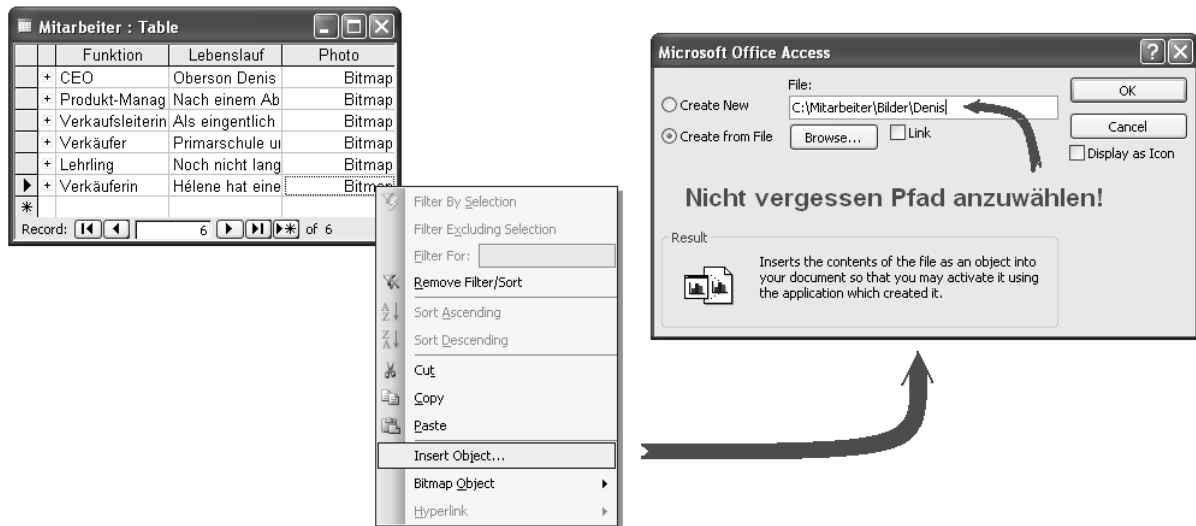 Mitarbeiter : Table
Funktion Lebenslauf Photo
+ CEO Oberson Denis Bitmap
+ Produkt-Manag Nach einem Ab Bitmap
+ Verkaufsleiterin Als eingentlich Bitmap
+ Verkäufer Primarschule u Bitmap
+ Lehrling Noch nicht lang Bitmap
+ Verkäuferin Hélene hat eine Bitmap
Record: 6 of 6
Filter By Selection
Filter Excluding Selection
Filter For:
Remove Filter/Sort
Sort Ascending
Sort Descending
Cut
Copy
Paste
Insert Object...
Bitmap Object
Hyperlink
Microsoft Office Access
File:
Create New
C:\Mitarbeiter\Bilder\Denis
OK
Create from File Browse... Link
Cancel
Display as Icon
Nicht vergessen Pfad anzuwählen!
Result
Inserts the contents of the file as an object into
your document so that you may activate it using
the application which created it.